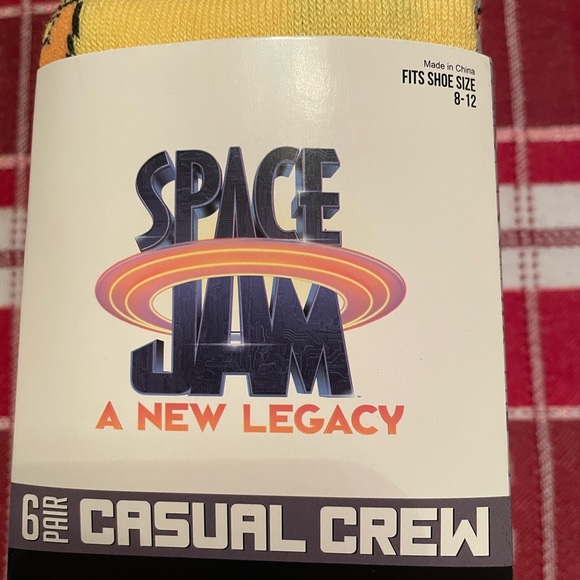 Made in China
FITS SHOE SIZE
8-12
SPACE
JAM
A NEW LEGACY
6 PAIR CASUAL CREW